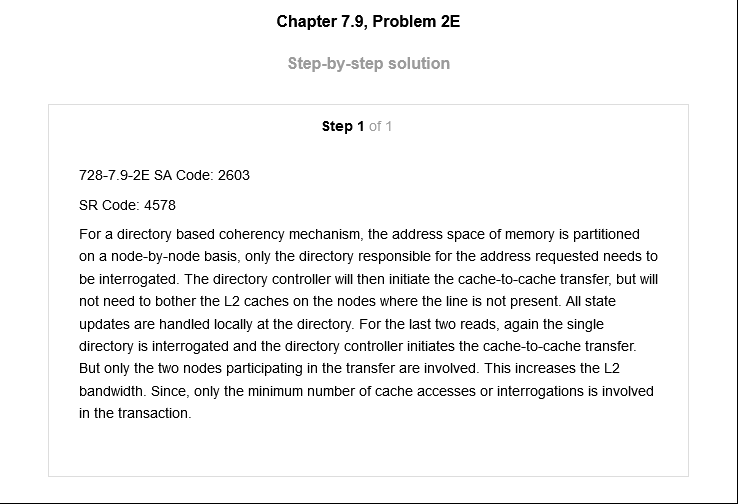 Chapter 7.9, Problem 2E
Step-by-step solution
Step 1 of 1
728-7.9-2E SA Code: 2603
SR Code: 4578
For a directory based coherency mechanism, the address space of memory is partitioned
on a node-by-node basis, only the directory responsible for the address requested needs to
be interrogated. The directory controller will then initiate the cache-to-cache transfer, but will
not need to bother the L2 caches on the nodes where the line is not present. All state
updates are handled locally at the directory. For the last two reads, again the single
directory is interrogated and the directory controller initiates the cache-to-cache transfer.
But only the two nodes participating in the transfer are involved. This increases the L2
bandwidth. Since, only the minimum number of cache accesses or interrogations is involved
in the transaction.